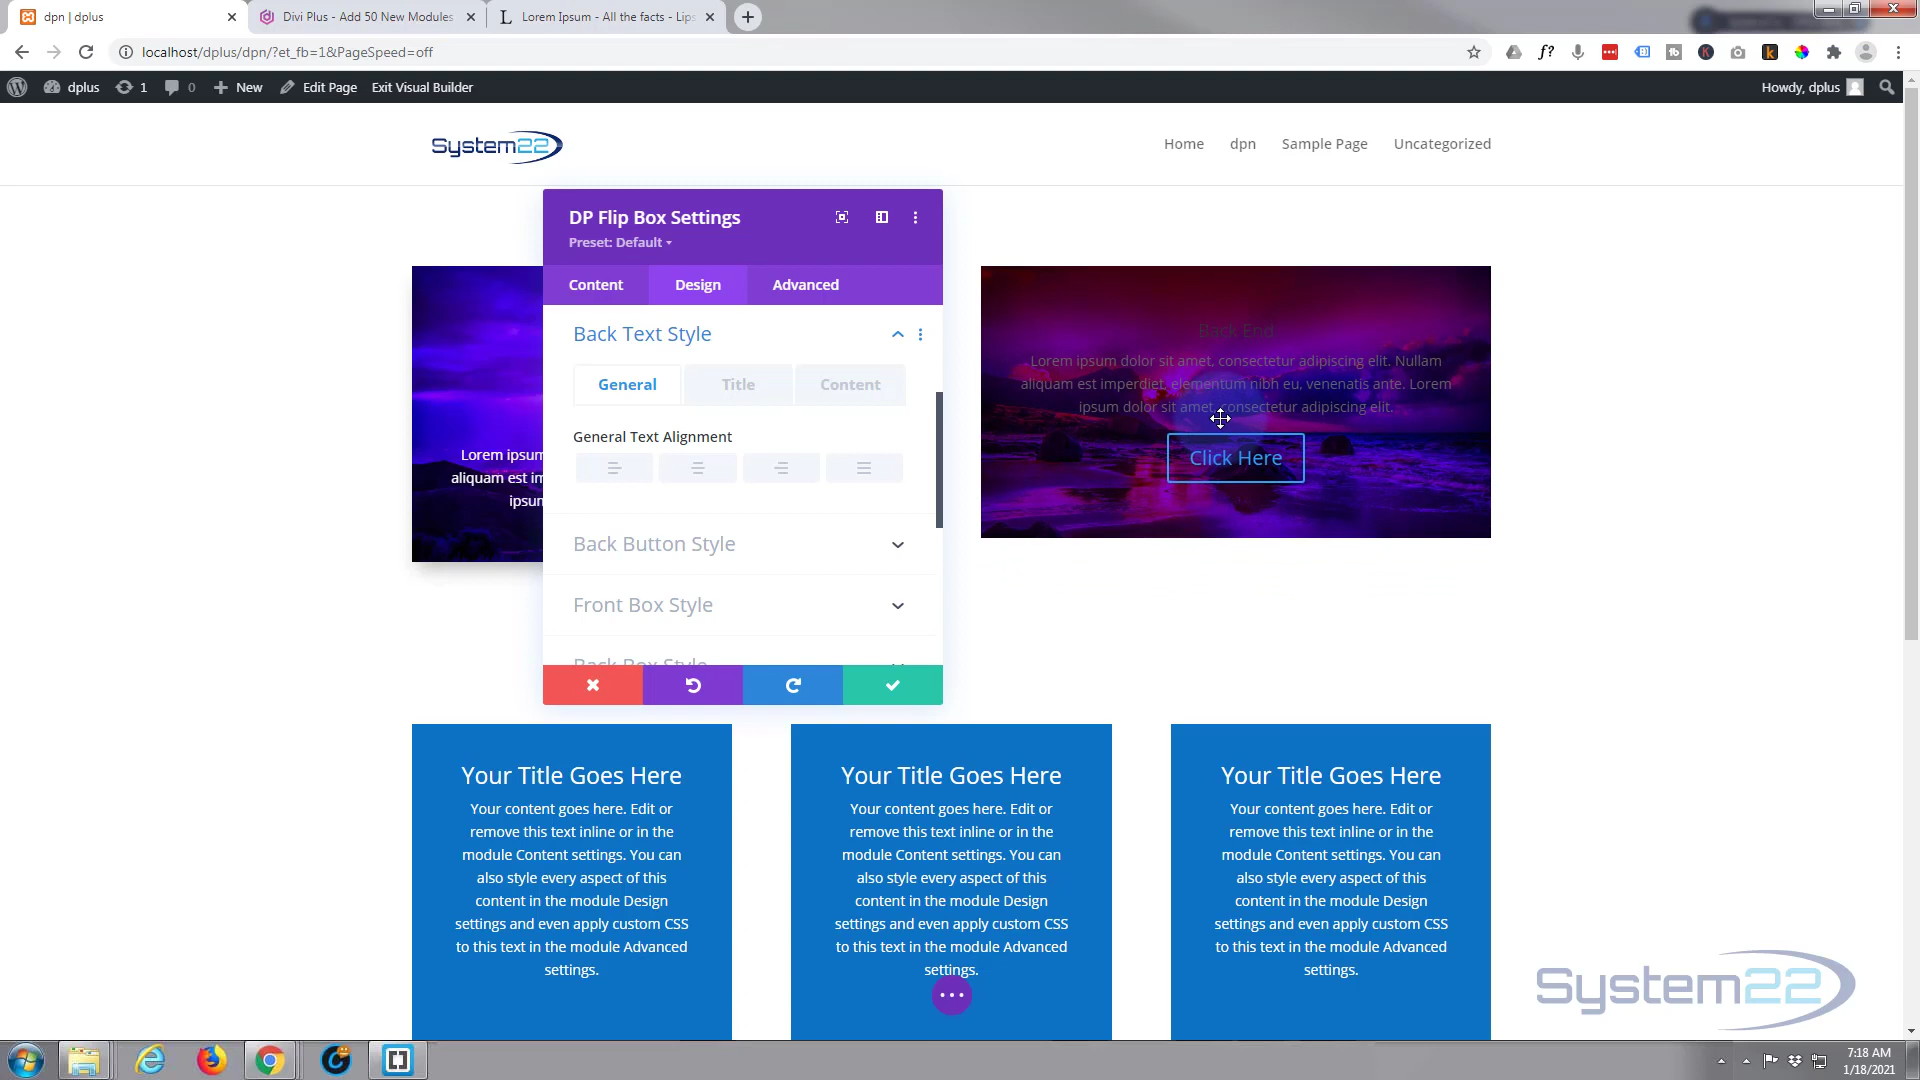 dpn | dplus
Divi Plus - Add 50 New Modules
Lorem Ipsum - All the facts - Lips
localhost/dplus/dpn/?et_fb=1&PageSpeed=off
dplus
1
0
New
Edit Page
Exit Visual Builder
Howdy, dplus
System22
Home
dpn
Sample Page
Uncategorized
DP Flip Box Settings
Preset: Default
Content
Design
Advanced
Back Text Style
General
Title
Content
General Text Alignment
Back Button Style
Front Box Style
Back Box Style
Lorem ipsum
aliquam est im
ipsum
Back End
Lorem ipsum dolor sit amet, consectetur adipiscing elit. Nullam
aliquam est imperdiet, elementum nibh eu, venenatis ante. Lorem
ipsum dolor sit amet, consectetur adipiscing elit.
Click Here
Your Title Goes Here
Your content goes here. Edit or
remove this text inline or in the
module Content settings. You can
also style every aspect of this
content in the module Design
settings and even apply custom CSS
to this text in the module Advanced
settings.
Your Title Goes Here
Your content goes here. Edit or
remove this text inline or in the
module Content settings. You can
also style every aspect of this
content in the module Design
settings and even apply custom CSS
to this text in the module Advanced
settings.
Your Title Goes Here
Your content goes here. Edit or
remove this text inline or in the
module Content settings. You can
also style every aspect of this
content in the module Design
settings and even apply custom CSS
to this text in the module Advanced
settings.
System22
7:18 AM
1/18/2021